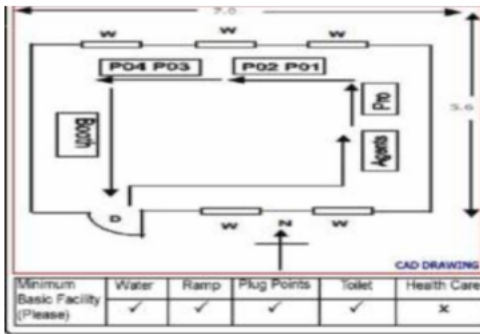 7.0
W W W
P04 P03 P02 P01
Pro
Booth
5.6
Agents
D
W N W
CAD DRAWING
Minimum Basic Facility (Please) Water Ramp Plug Points Toilet Health Care
✓ ✓ ✓ ✓ x